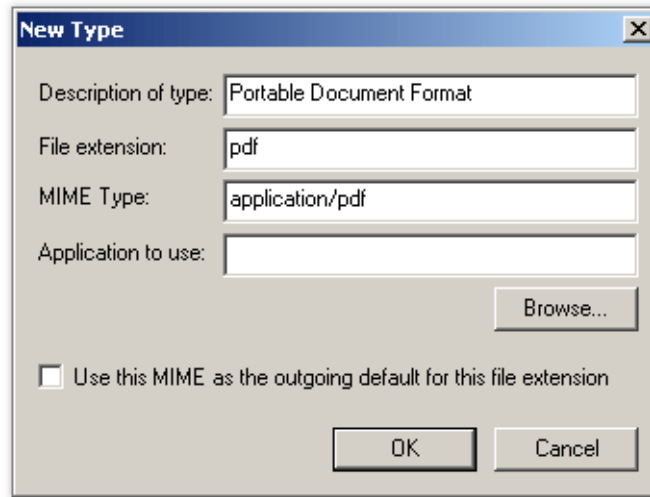 New Type
Description of type: Portable Document Format
File extension: pdf
MIME Type: application/pdf
Application to use:
Browse...
Use this MIME as the outgoing default for this file extension
OK Cancel